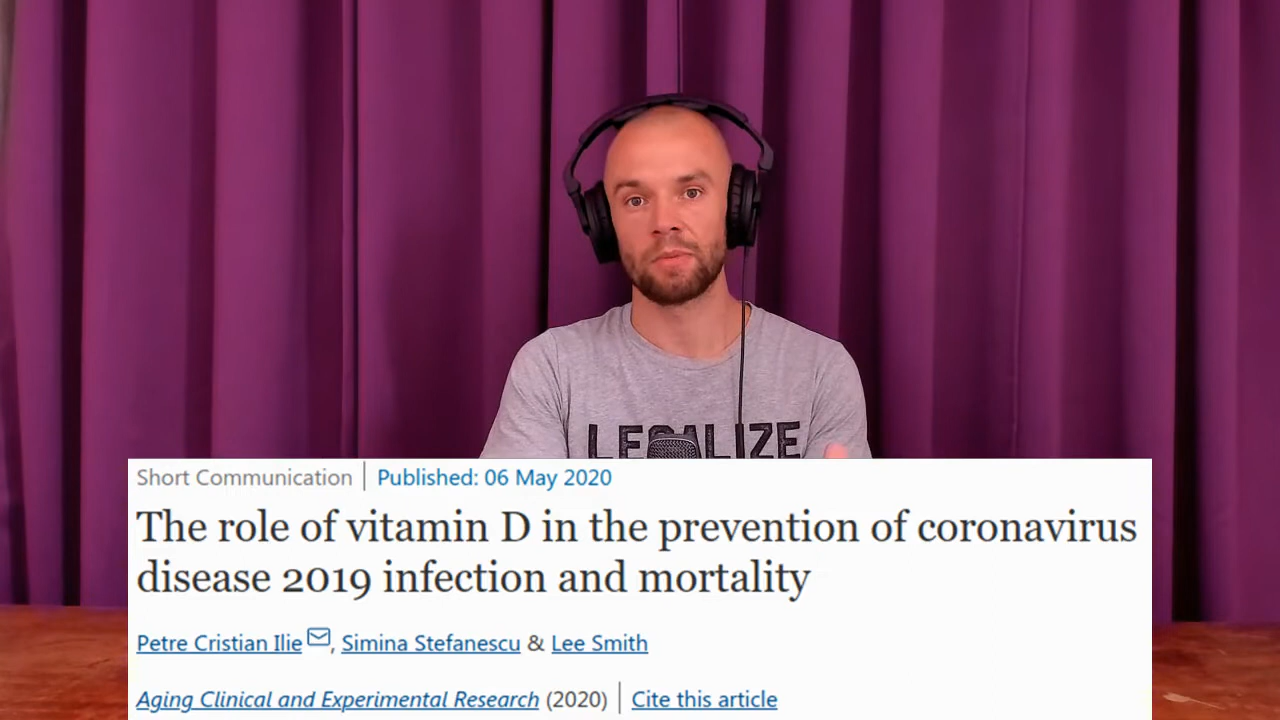 LEGALIZE
Short Communication | Published: 06 May 2020
The role of vitamin D in the prevention of coronavirus
disease 2019 infection and mortality
Petre Cristian Ilie, Simina Stefanescu & Lee Smith
Aging Clinical and Experimental Research (2020) | Cite this article